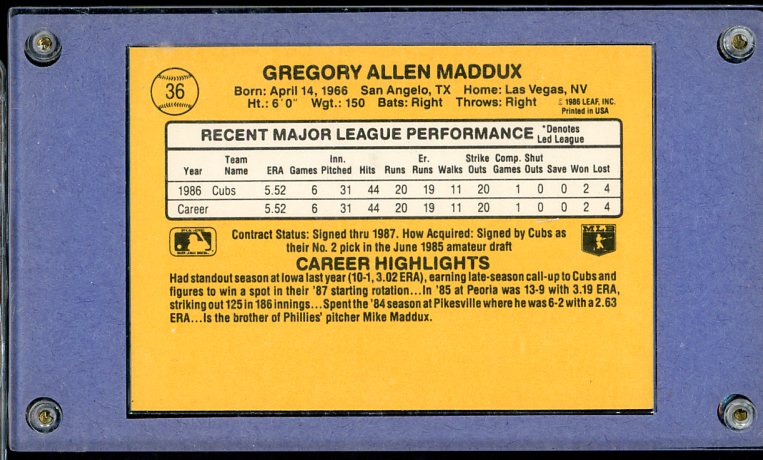 36
GREGORY ALLEN MADDUX
Born: April 14, 1966 San Angelo, TX Home: Las Vegas, NV
Ht.: 6'0" Wgt.: 150 Bats: Right Throws: Right
© 1986 LEAF, INC.
Printed in USA
RECENT MAJOR LEAGUE PERFORMANCE *Denotes Led League
Year Team Name ERA Games Inn. Pitched Hits Runs Er. Runs Walks Strike Outs Comp. Games Shut Outs Save Won Lost
1986 Cubs 5.52 6 31 44 20 19 11 20 1 0 0 2 4
Career 5.52 6 31 44 20 19 11 20 1 0 0 2 4
Contract Status: Signed thru 1987. How Acquired: Signed by Cubs as
their No. 2 pick in the June 1985 amateur draft
MLB
CAREER HIGHLIGHTS
Had standout season at Iowa last year (10-1, 3.02 ERA), earning late-season call-up to Cubs and
figures to win a spot in their '87 starting rotation...In '85 at Peoria was 13-9 with 3.19 ERA,
striking out 125 in 186 innings...Spent the '84 season at Pikesville where he was 6-2 with a 2.63
ERA...Is the brother of Phillies' pitcher Mike Maddux.